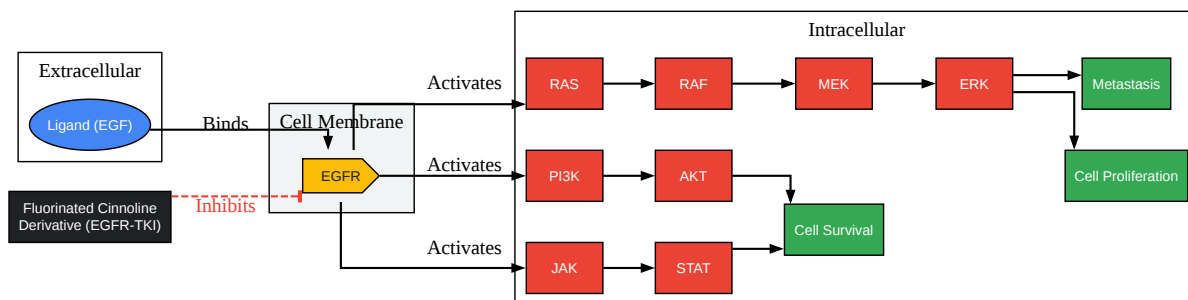 Intracellular
Extracellular
Ligand (EGF)
Binds
Cell Membrane
EGFR
Fluorinated Cinnoline
Derivative (EGFR-TKI)
Inhibits
Activates
RAS
RAF
MEK
ERK
Metastasis
Cell Proliferation
Activates
PI3K
AKT
Cell Survival
Activates
JAK
STAT